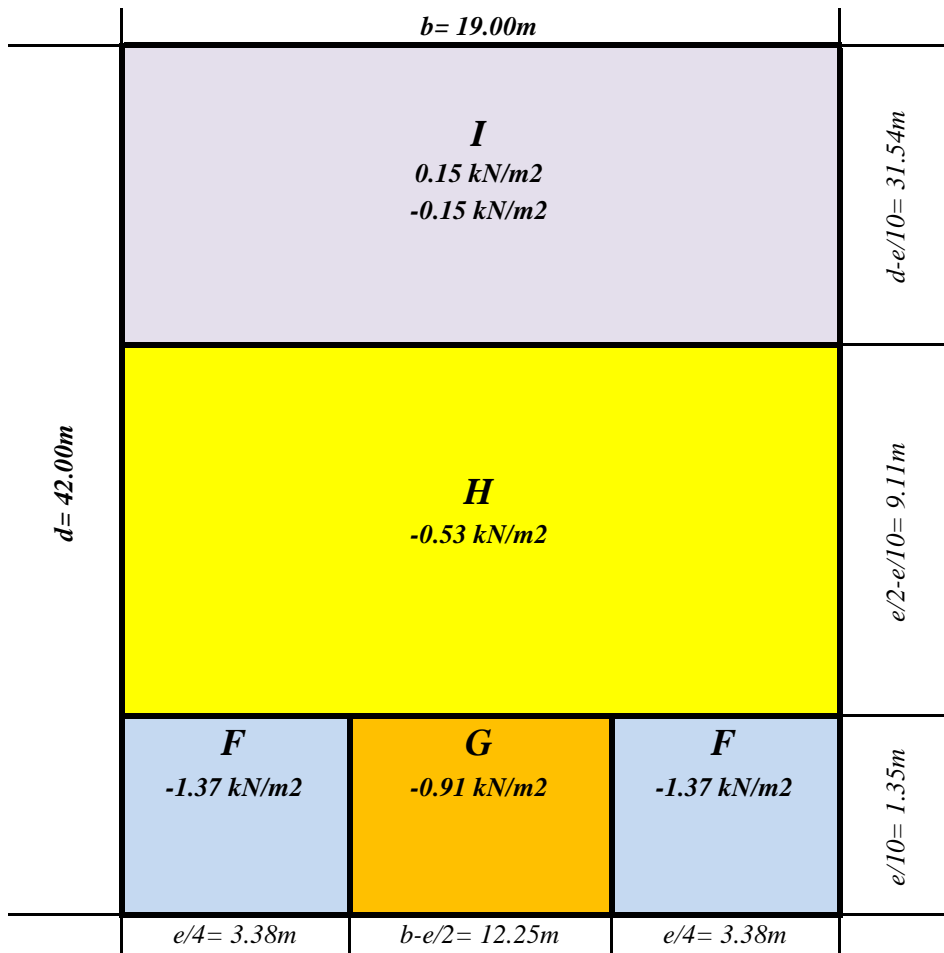 b= 19.00m
I
0.15 kN/m2
-0.15 kN/m2
d-e/10= 31.54m
d= 42.00m
H
-0.53 kN/m2
e/2-e/10= 9.11m
F
-1.37 kN/m2
G
-0.91 kN/m2
F
-1.37 kN/m2
e/10= 1.35m
e/4= 3.38m
b-e/2= 12.25m
e/4= 3.38m